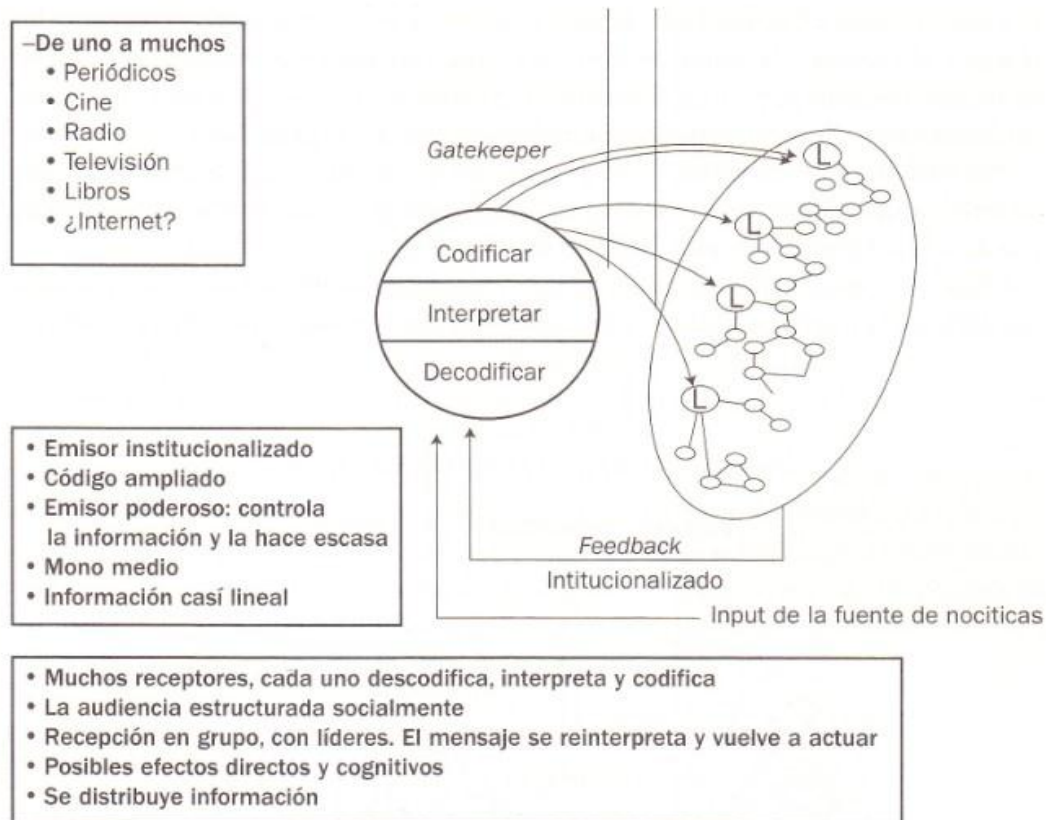 –De uno a muchos
• Periódicos
• Cine
• Radio
• Televisión
• Libros
• ¿Internet?
Gatekeeper
Codificar
Interpretar
Decodificar
L
L
L
L
• Emisor institucionalizado
• Código ampliado
• Emisor poderoso: controla
la información y la hace escasa
• Mono medio
• Información casí lineal
Feedback
Intitucionalizado
Input de la fuente de nociticas
• Muchos receptores, cada uno descodifica, interpreta y codifica
• La audiencia estructurada socialmente
• Recepción en grupo, con líderes. El mensaje se reinterpreta y vuelve a actuar
• Posibles efectos directos y cognitivos
• Se distribuye información